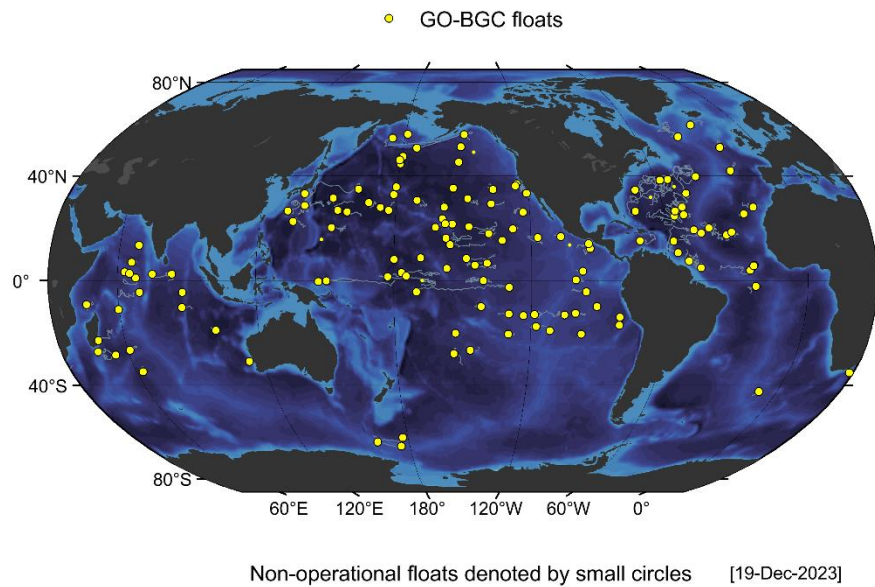 GO-BGC floats
80°N
40°N
0°
40°S
80°S
60°E 120°E 180°W 120°W 60°W 0°
Non-operational floats denoted by small circles [19-Dec-2023]